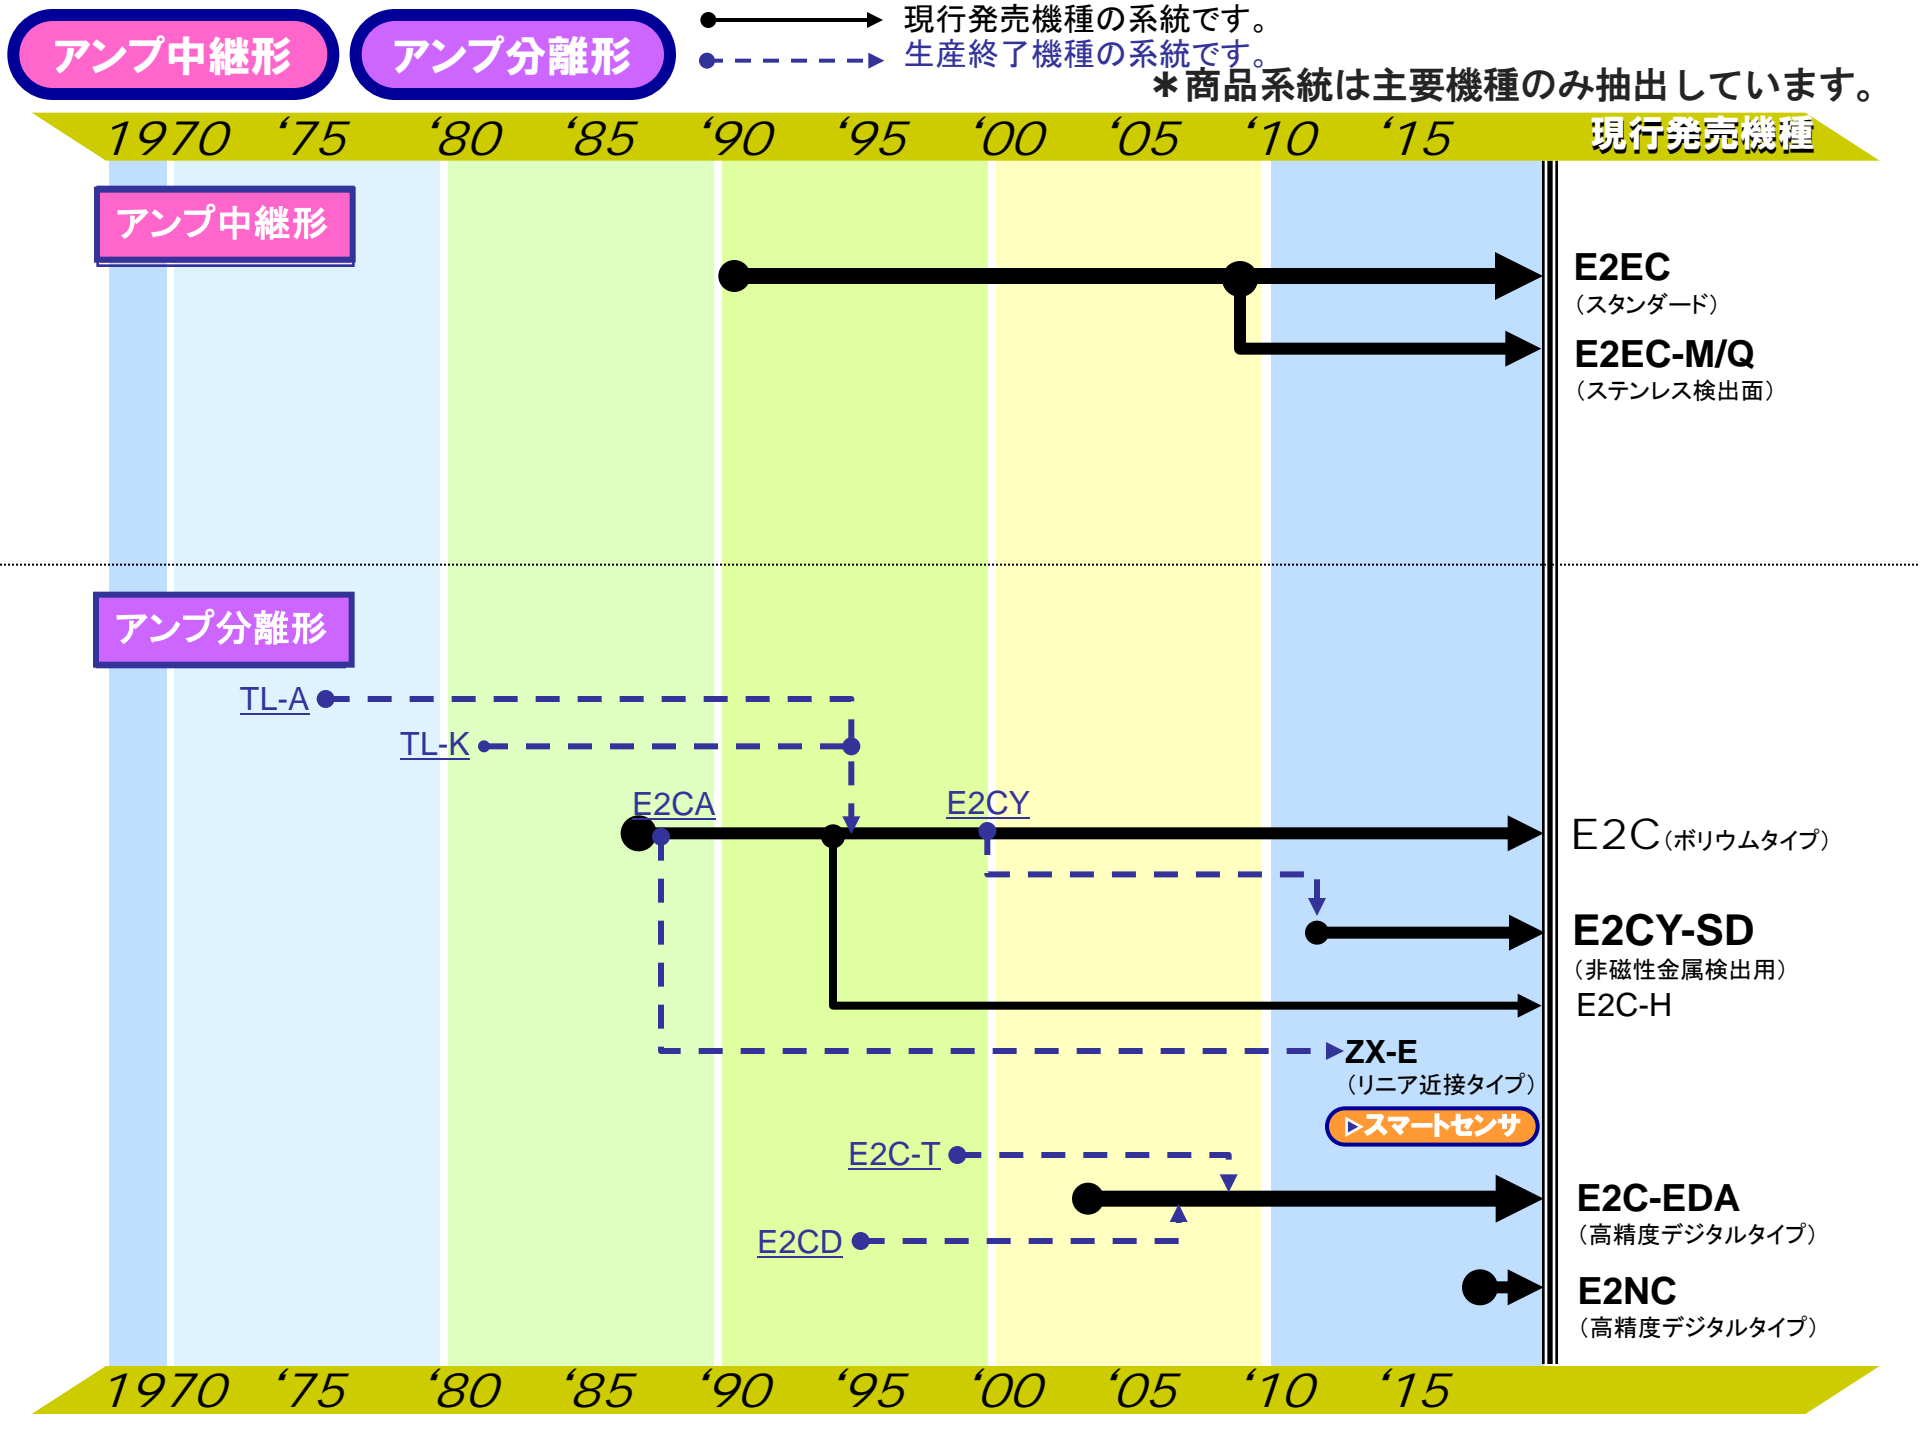 アンプ中継形 アンプ分離形
現行発売機種の系統です。
生産終了機種の系統です。
＊商品系統は主要機種のみ抽出しています。
1970 ‘75 ‘80 ‘85 ‘90 ‘95 ‘00 ‘05 ‘10 ‘15 現行発売機種
アンプ中継形
E2EC
（スタンダード）
E2EC-M/Q
（ステンレス検出面）
アンプ分離形
TL-A
TL-K
E2CA
E2CY
E2C（ボリウムタイプ）
E2CY-SD
（非磁性金属検出用）
E2C-H
ZX-E
（リニア近接タイプ）
スマートセンサ
E2C-T
E2C-EDA
（高精度デジタルタイプ）
E2CD
E2NC
（高精度デジタルタイプ）
1970 ‘75 ‘80 ‘85 ‘90 ‘95 ‘00 ‘05 ‘10 ‘15